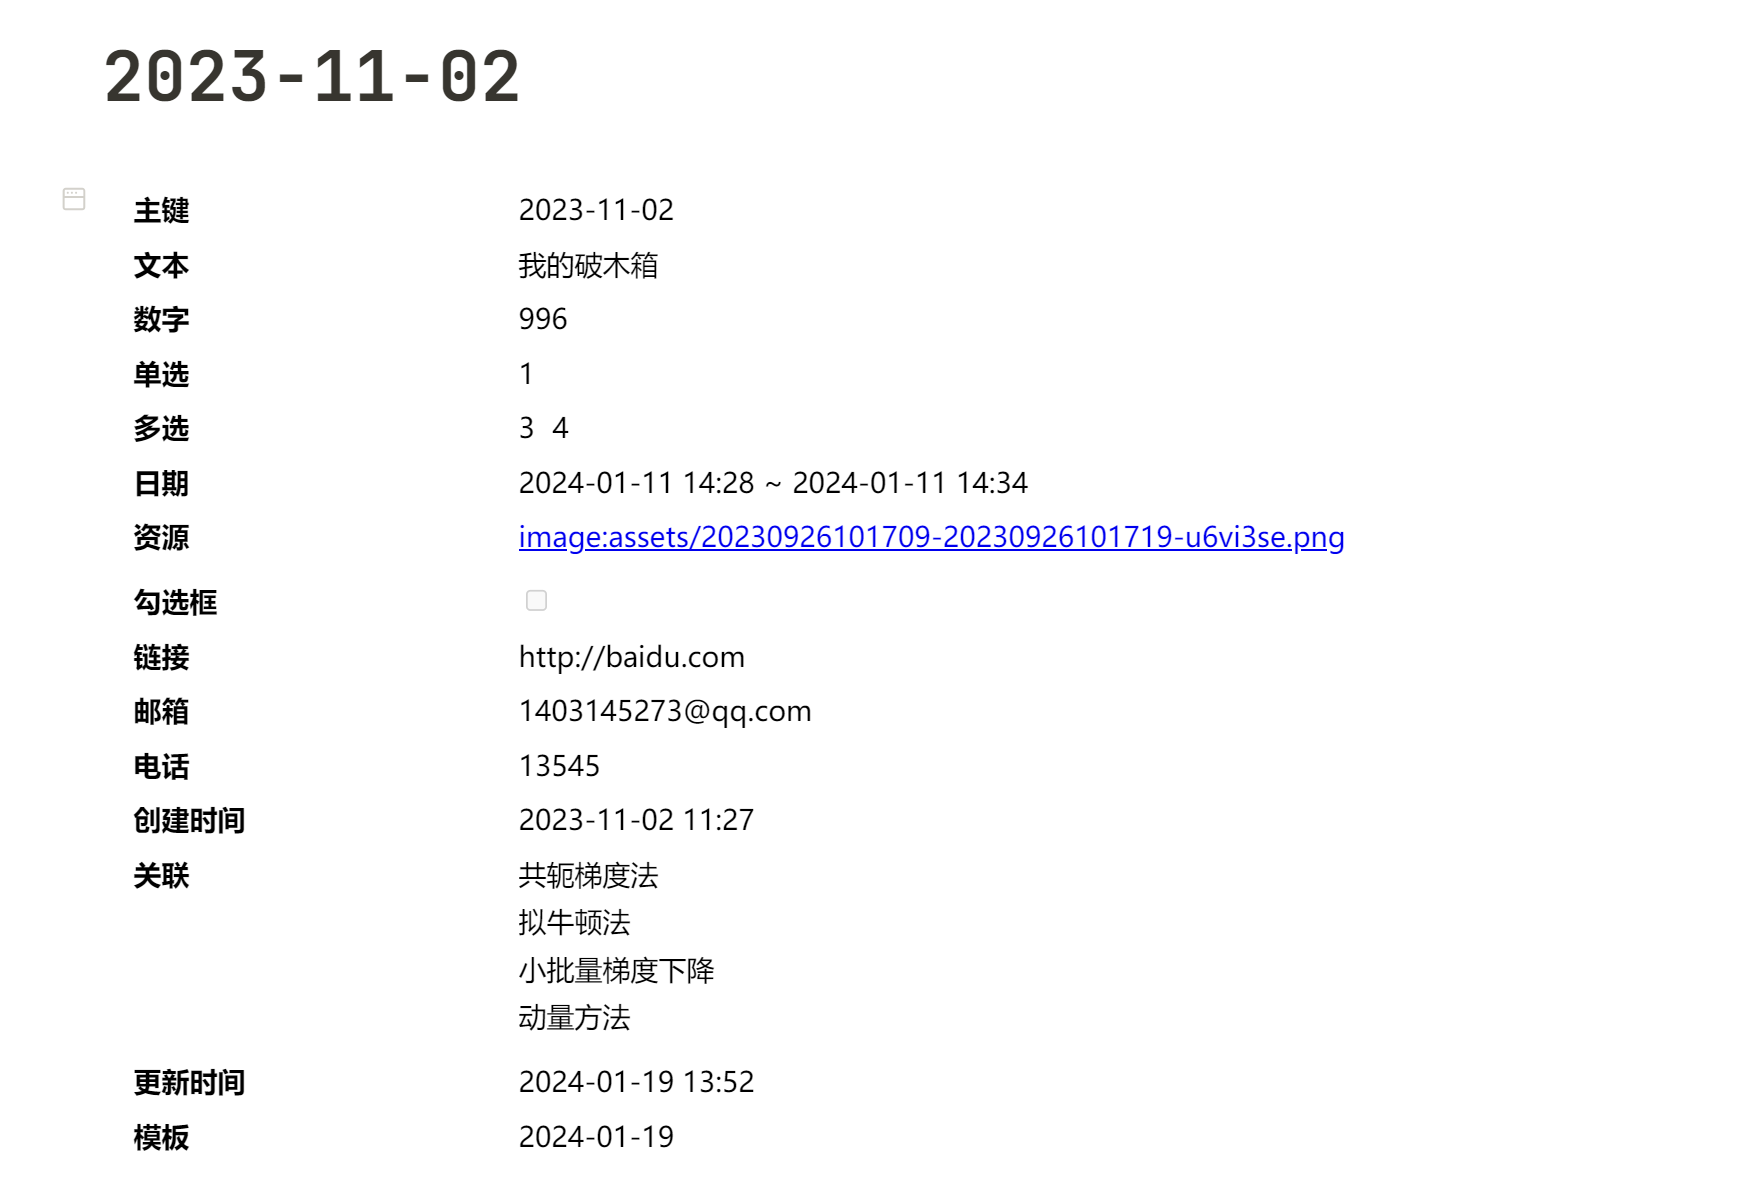 2023-11-02
主键 2023-11-02
文本 我的破木箱
数字 996
单选 1
多选 3 4
日期 2024-01-11 14:28 ~ 2024-01-11 14:34
资源 image:assets/20230926101709-20230926101719-u6vi3se.png
勾选框
链接 http://baidu.com
邮箱 1403145273@qq.com
电话 13545
创建时间 2023-11-02 11:27
关联 共轭梯度法
拟牛顿法
小批量梯度下降
动量方法
更新时间 2024-01-19 13:52
模板 2024-01-19